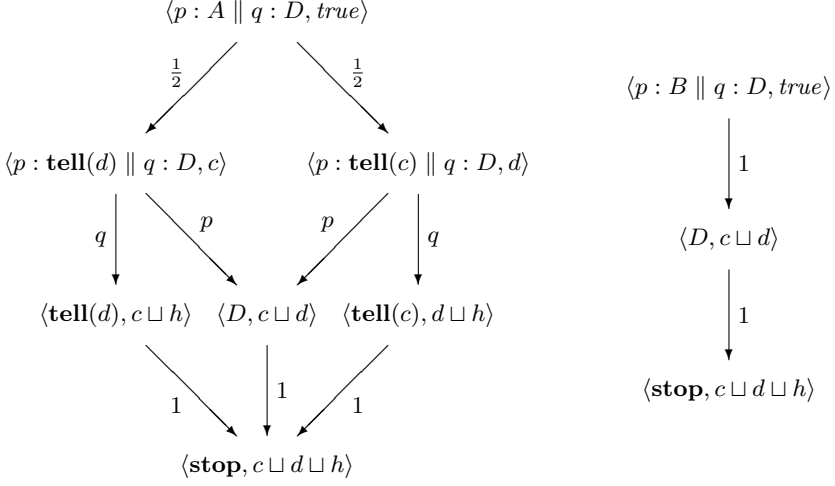 ⟨p : A ∥ q : D, true⟩
1/2 1/2
⟨p : B ∥ q : D, true⟩
1
⟨p : tell(d) ∥ q : D, c⟩ ⟨p : tell(c) ∥ q : D, d⟩
q p p q
⟨D, c ⊔ d⟩
⟨tell(d), c ⊔ h⟩ ⟨D, c ⊔ d⟩ ⟨tell(c), d ⊔ h⟩
1
1 1 1
⟨stop, c ⊔ d ⊔ h⟩
⟨stop, c ⊔ d ⊔ h⟩